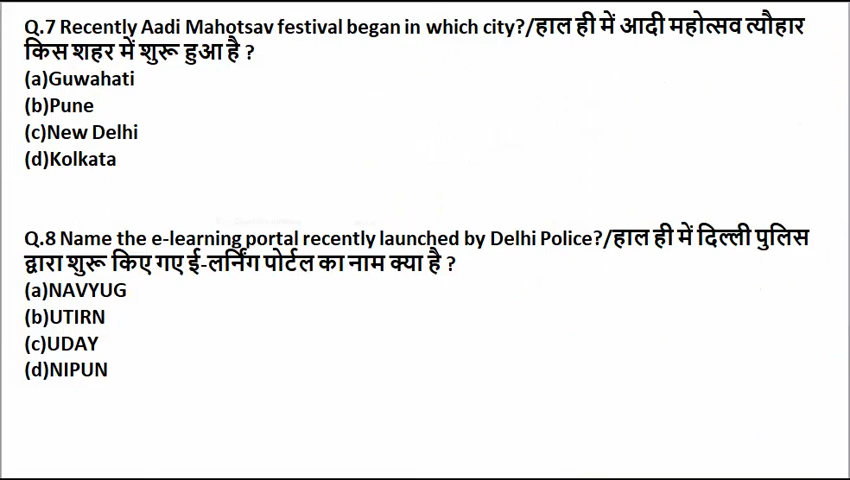 Q.7 Recently Aadi Mahotsav festival began in which city?/हाल ही में आदी महोत्सव त्यौहार
किस शहर में शुरू हुआ है ?
(a)Guwahati
(b)Pune
(c)New Delhi
(d)Kolkata
Q.8 Name the e-learning portal recently launched by Delhi Police?/हाल ही में दिल्ली पुलिस
द्वारा शुरू किए गए ई-लर्निंग पोर्टल का नाम क्या है ?
(a)NAVYUG
(b)UTIRN
(c)UDAY
(d)NIPUN